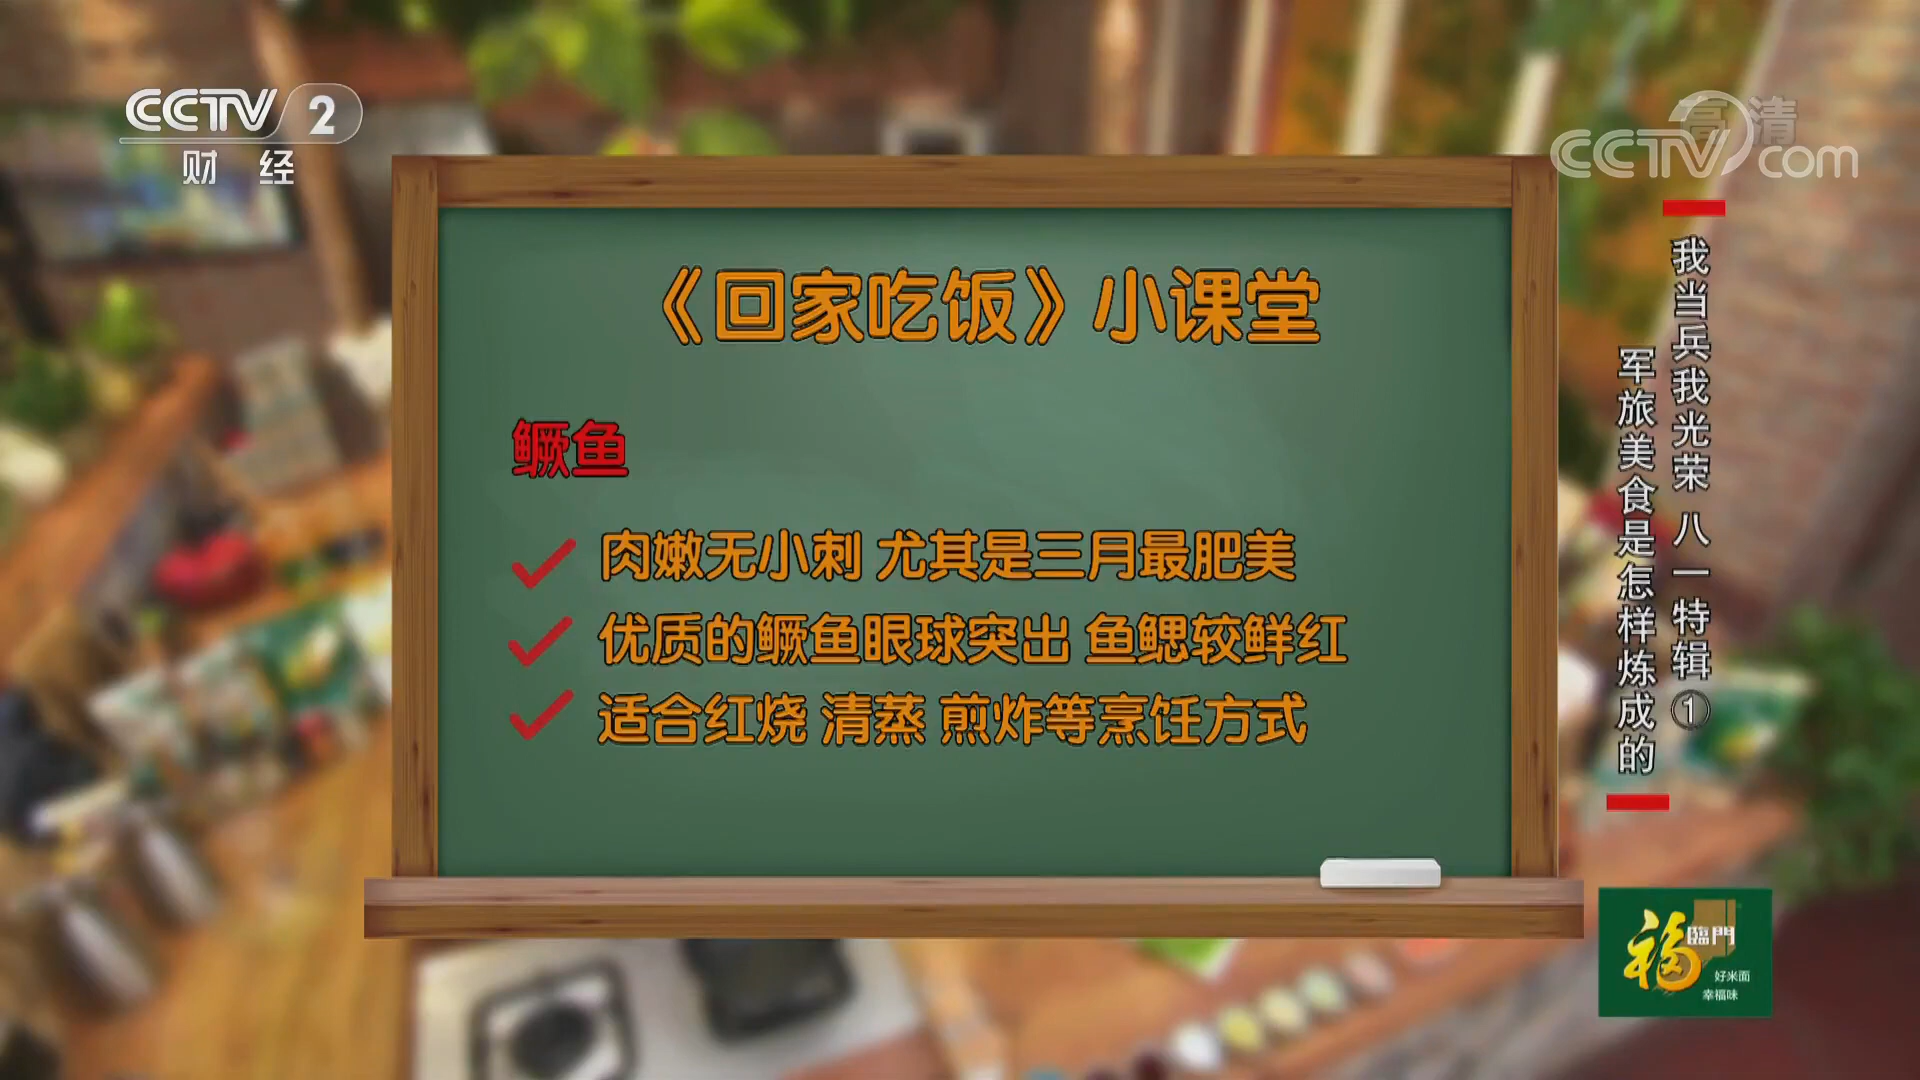 CCTV 2
财 经
高清
CCTV.com
《回家吃饭》小课堂
鳜鱼
肉嫩无小刺 尤其是三月最肥美
优质的鳜鱼眼球突出 鱼鳃较鲜红
适合红烧 清蒸 煎炸等烹饪方式
我当兵我光荣 八一特辑①
军旅美食是怎样炼成的
福临門
好米面
幸福味